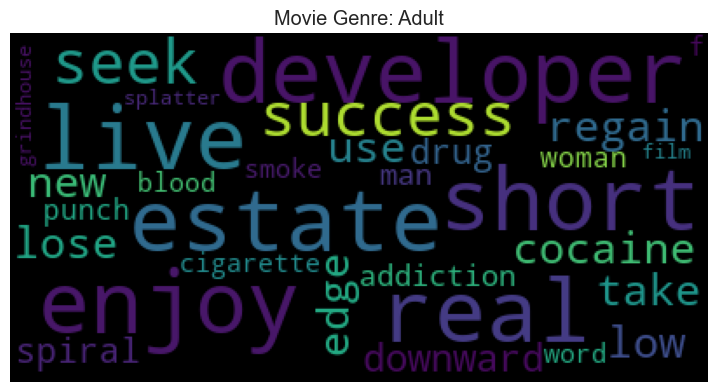 Movie Genre: Adult
seek
developer
f
grindhouse
splatter
live
success
regain
use
drug
woman
film
new
blood
smoke
man
short
punch
estate
lose
cigarette
cocaine
edge
addiction
take
enjoy
real
spiral
downward
word
low